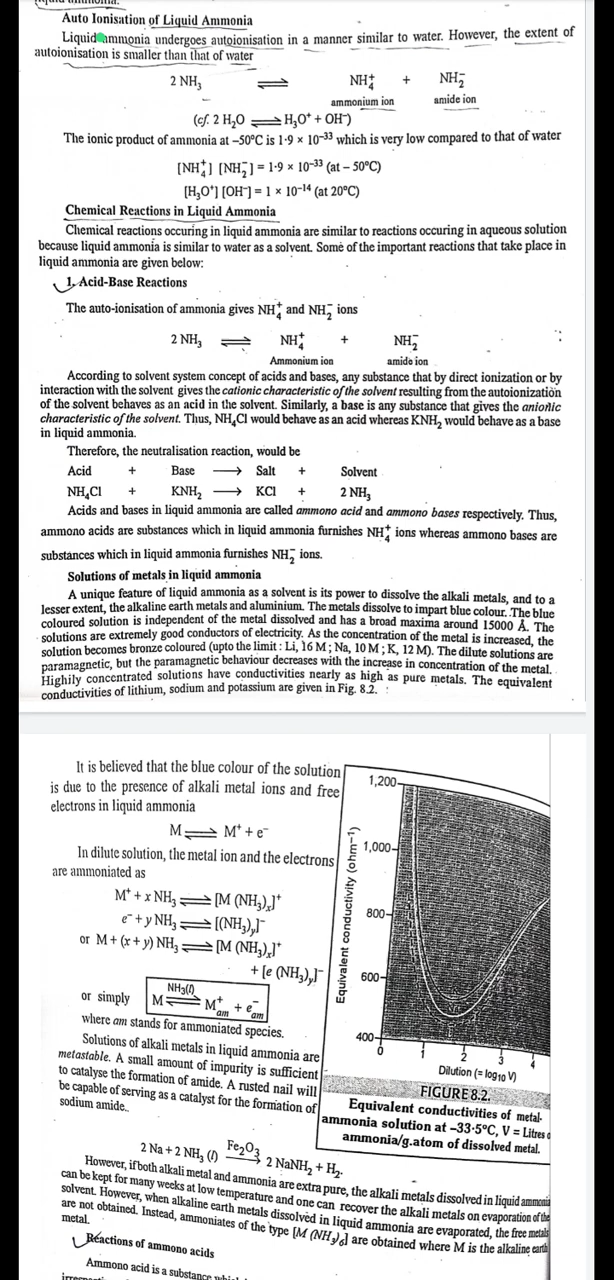 Auto Ionisation of Liquid Ammonia
Liquid ammonia undergoes autoionisation in a manner similar to water. However, the extent of
autoionisation is smaller than that of water
2 NH₃ ⇌ NH₄⁺ + NH₂⁻
ammonium ion amide ion
(cf. 2 H₂O ⇌ H₃O⁺ + OH⁻)
The ionic product of ammonia at –50°C is 1·9 × 10⁻³³ which is very low compared to that of water
[NH₄⁺] [NH₂⁻] = 1·9 × 10⁻³³ (at – 50°C)
[H₃O⁺] [OH⁻] = 1 × 10⁻¹⁴ (at 20°C)
Chemical Reactions in Liquid Ammonia
Chemical reactions occuring in liquid ammonia are similar to reactions occuring in aqueous solution
because liquid ammonia is similar to water as a solvent. Some of the important reactions that take place in
liquid ammonia are given below:
1. Acid-Base Reactions
The auto-ionisation of ammonia gives NH₄⁺ and NH₂⁻ ions
2 NH₃ ⇌ NH₄⁺ + NH₂⁻
Ammonium ion amide ion
According to solvent system concept of acids and bases, any substance that by direct ionization or by
interaction with the solvent gives the cationic characteristic of the solvent resulting from the autoionization
of the solvent behaves as an acid in the solvent. Similarly, a base is any substance that gives the anionic
characteristic of the solvent. Thus, NH₄Cl would behave as an acid whereas KNH₂ would behave as a base
in liquid ammonia.
Therefore, the neutralisation reaction, would be
Acid + Base ⟶ Salt + Solvent
NH₄Cl + KNH₂ ⟶ KCl + 2 NH₃
Acids and bases in liquid ammonia are called ammono acid and ammono bases respectively. Thus,
ammono acids are substances which in liquid ammonia furnishes NH₄⁺ ions whereas ammono bases are
substances which in liquid ammonia furnishes NH₂⁻ ions.
Solutions of metals in liquid ammonia
A unique feature of liquid ammonia as a solvent is its power to dissolve the alkali metals, and to a
lesser extent, the alkaline earth metals and aluminium. The metals dissolve to impart blue colour. The blue
coloured solution is independent of the metal dissolved and has a broad maxima around 15000 Å. The
solutions are extremely good conductors of electricity. As the concentration of the metal is increased, the
solution becomes bronze coloured (upto the limit : Li, 16 M ; Na, 10 M ; K, 12 M). The dilute solutions are
paramagnetic, but the paramagnetic behaviour decreases with the increase in concentration of the metal.
Highily concentrated solutions have conductivities nearly as high as pure metals. The equivalent
conductivities of lithium, sodium and potassium are given in Fig. 8.2.
It is believed that the blue colour of the solution
is due to the presence of alkali metal ions and free
electrons in liquid ammonia
M ⇌ M⁺ + e⁻
In dilute solution, the metal ion and the electrons
are ammoniated as
M⁺ + x NH₃ ⇌ [M (NH₃)ₓ]⁺
e⁻ + y NH₃ ⇌ [(NH₃)ᵧ]⁻
or M + (x + y) NH₃ ⇌ [M (NH₃)ₓ]⁺
+ [e (NH₃)ᵧ]⁻
or simply M ⇌ M⁺am + e⁻am
NH₃(l)
where am stands for ammoniated species.
Solutions of alkali metals in liquid ammonia are
metastable. A small amount of impurity is sufficient
to catalyse the formation of amide. A rusted nail will
be capable of serving as a catalyst for the formation of
sodium amide.
Equivalent conductivity (ohm⁻¹)
1,200
1,000
800
600
400
0 1 2 3 4
Dilution (= log₁₀ V)
FIGURE 8.2.
Equivalent conductivities of metal-
ammonia solution at –33·5°C, V = Litres
ammonia/g.atom of dissolved metal.
2 Na + 2 NH₃ (l) ⟶ 2 NaNH₂ + H₂.
Fe₂O₃
However, if both alkali metal and ammonia are extra pure, the alkali metals dissolved in liquid ammonia
can be kept for many weeks at low temperature and one can recover the alkali metals on evaporation of the
solvent. However, when alkaline earth metals dissolved in liquid ammonia are evaporated, the free metals
are not obtained. Instead, ammoniates of the type [M (NH₃)₆] are obtained where M is the alkaline earth
metal.
Reactions of ammono acids
Ammono acid is a substance